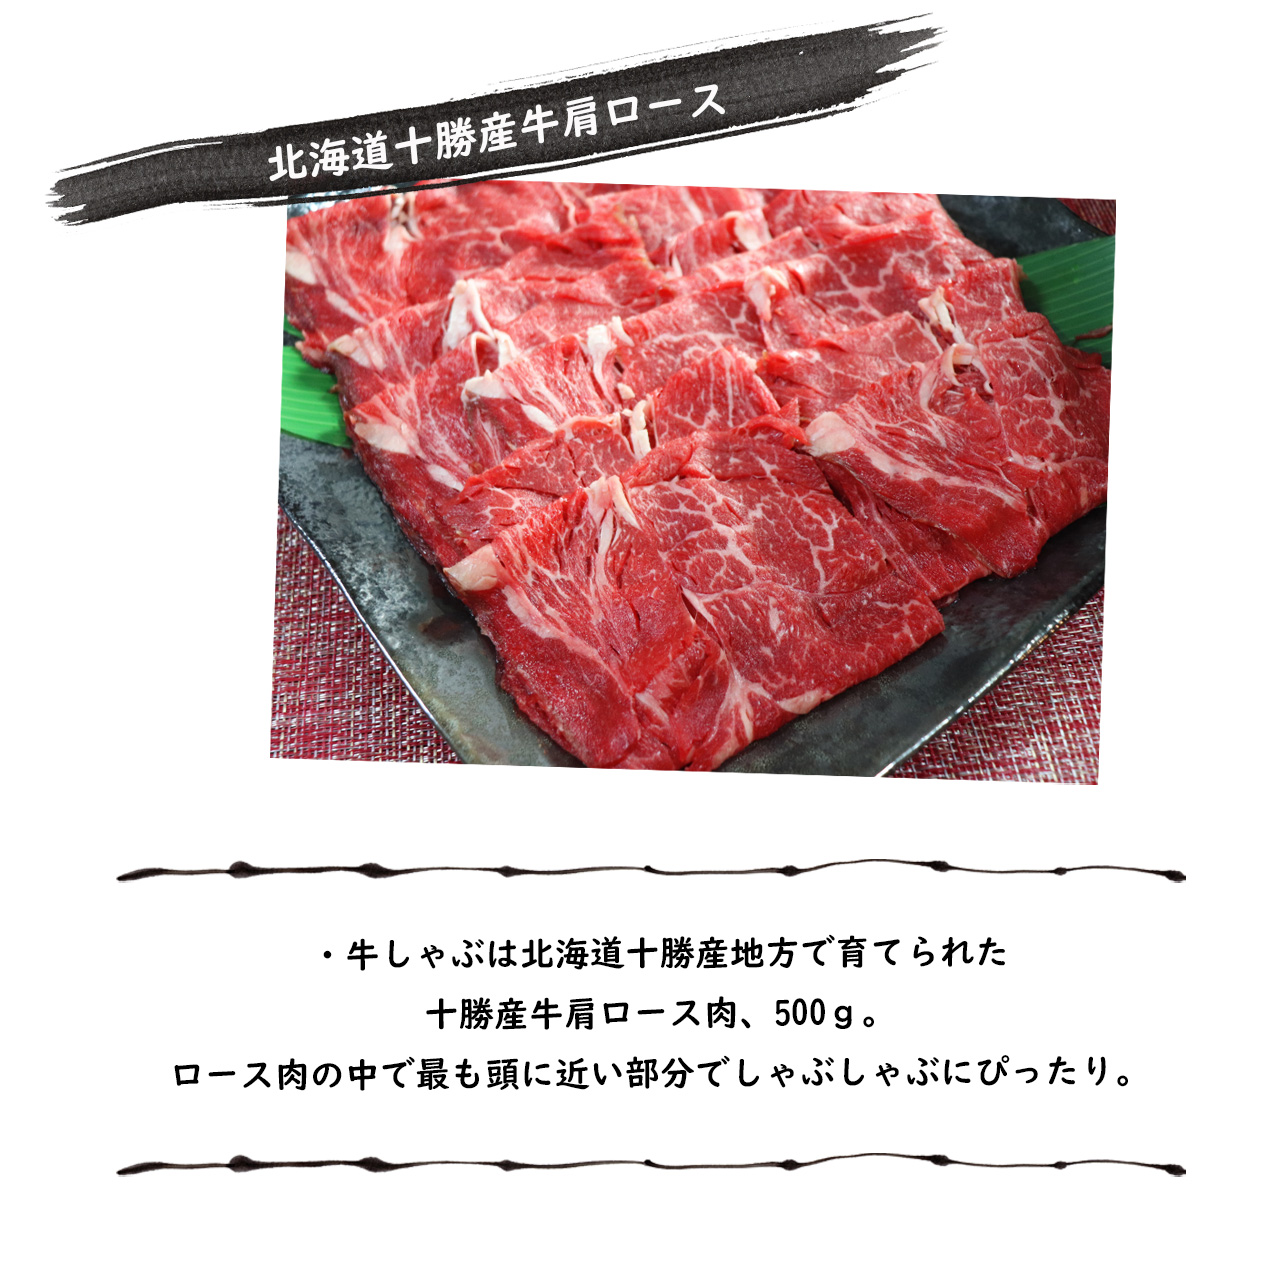 北海道十勝産牛肩ロース
・牛しゃぶは北海道十勝産地方で育てられた
十勝産牛肩ロース肉、500ｇ。
ロース肉の中で最も頭に近い部分でしゃぶしゃぶにぴったり。